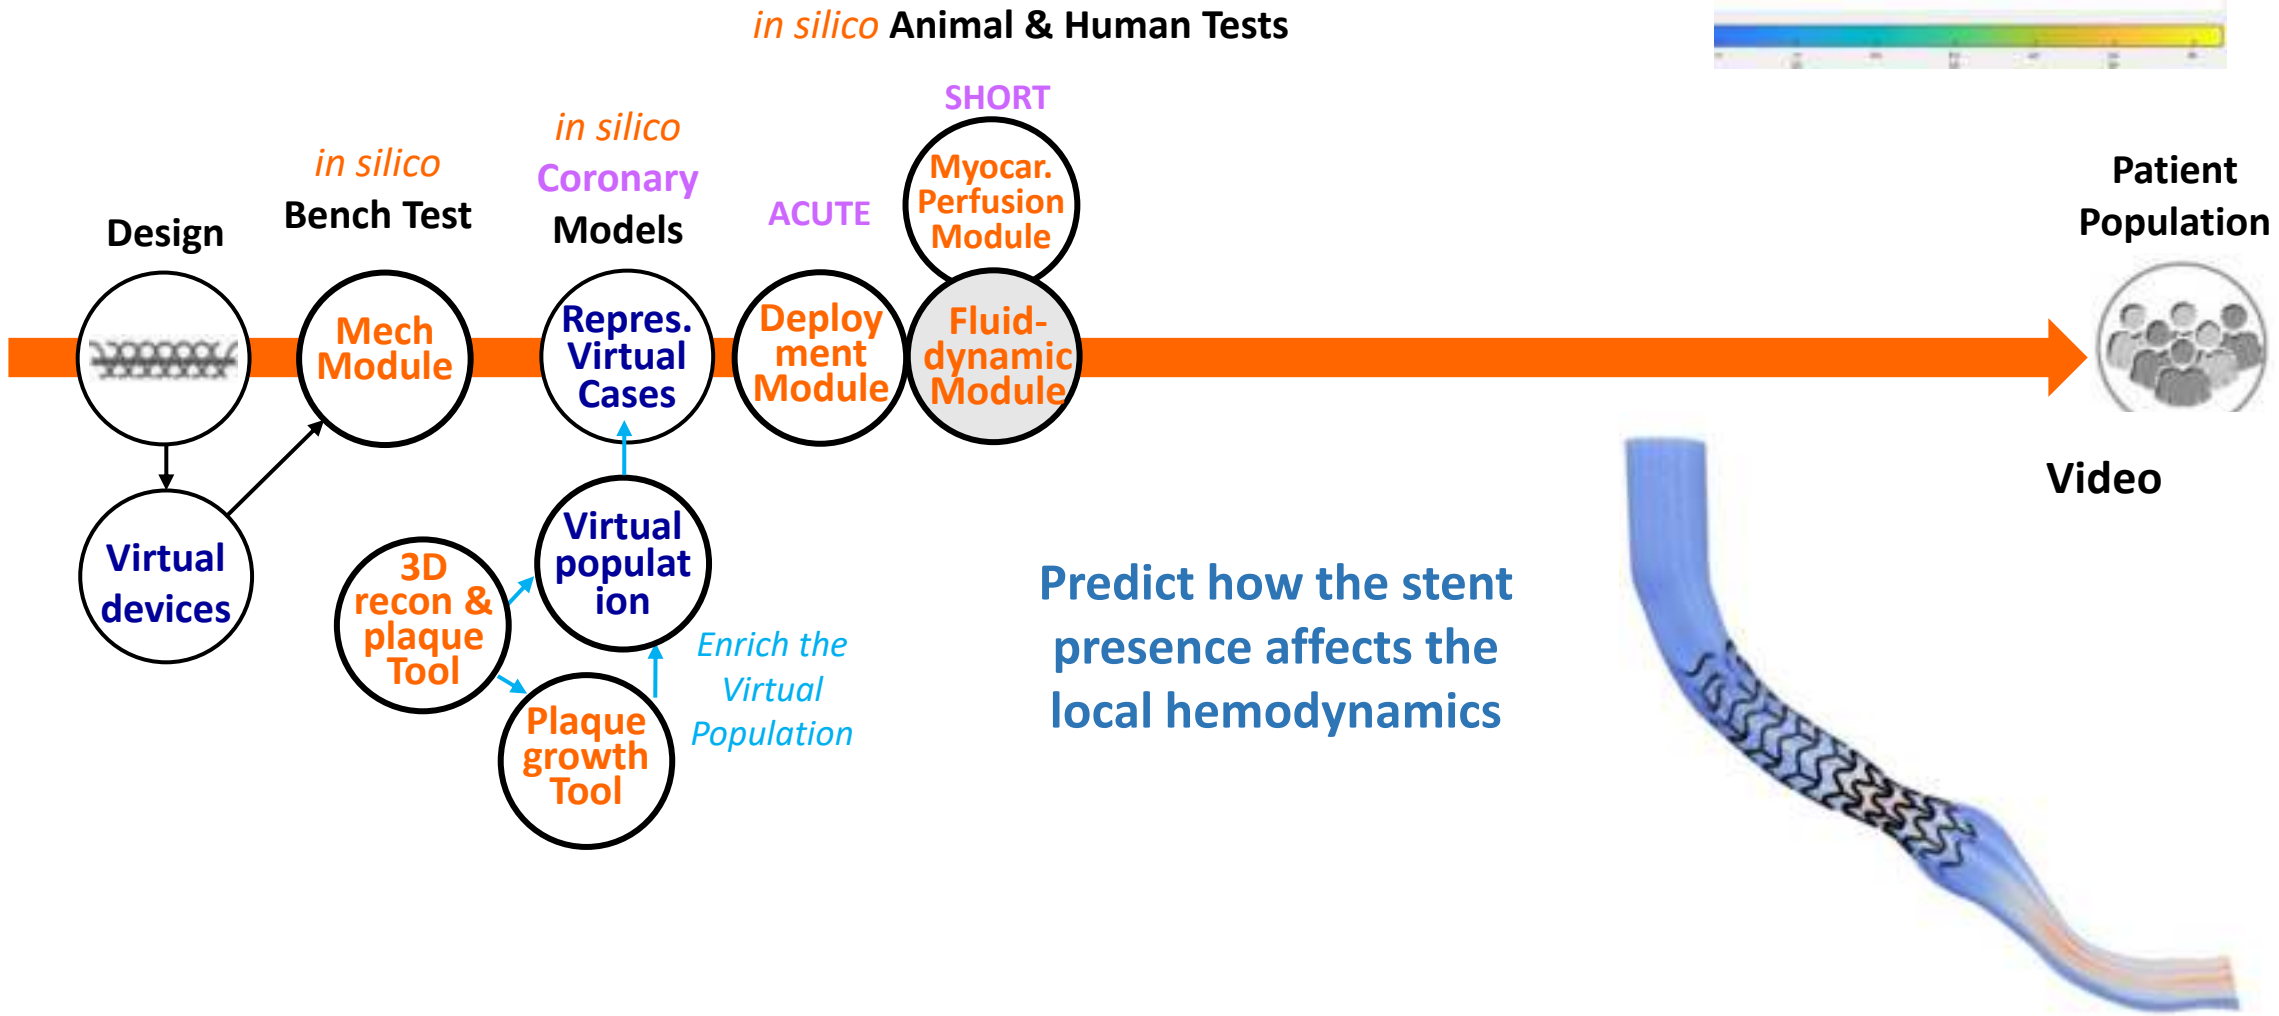 in silico Animal & Human Tests
SHORT
in silico
Coronary
Models
in silico
Bench Test
Design
ACUTE
Myocar.
Perfusion
Module
Patient
Population
Mech
Module
Repres.
Virtual
Cases
Deploy
ment
Module
Fluid-
dynamic
Module
Virtual
devices
3D
recon &
plaque
Tool
Virtual
populat
ion
Plaque
growth
Tool
Enrich the
Virtual
Population
Predict how the stent
presence affects the
local hemodynamics
Video